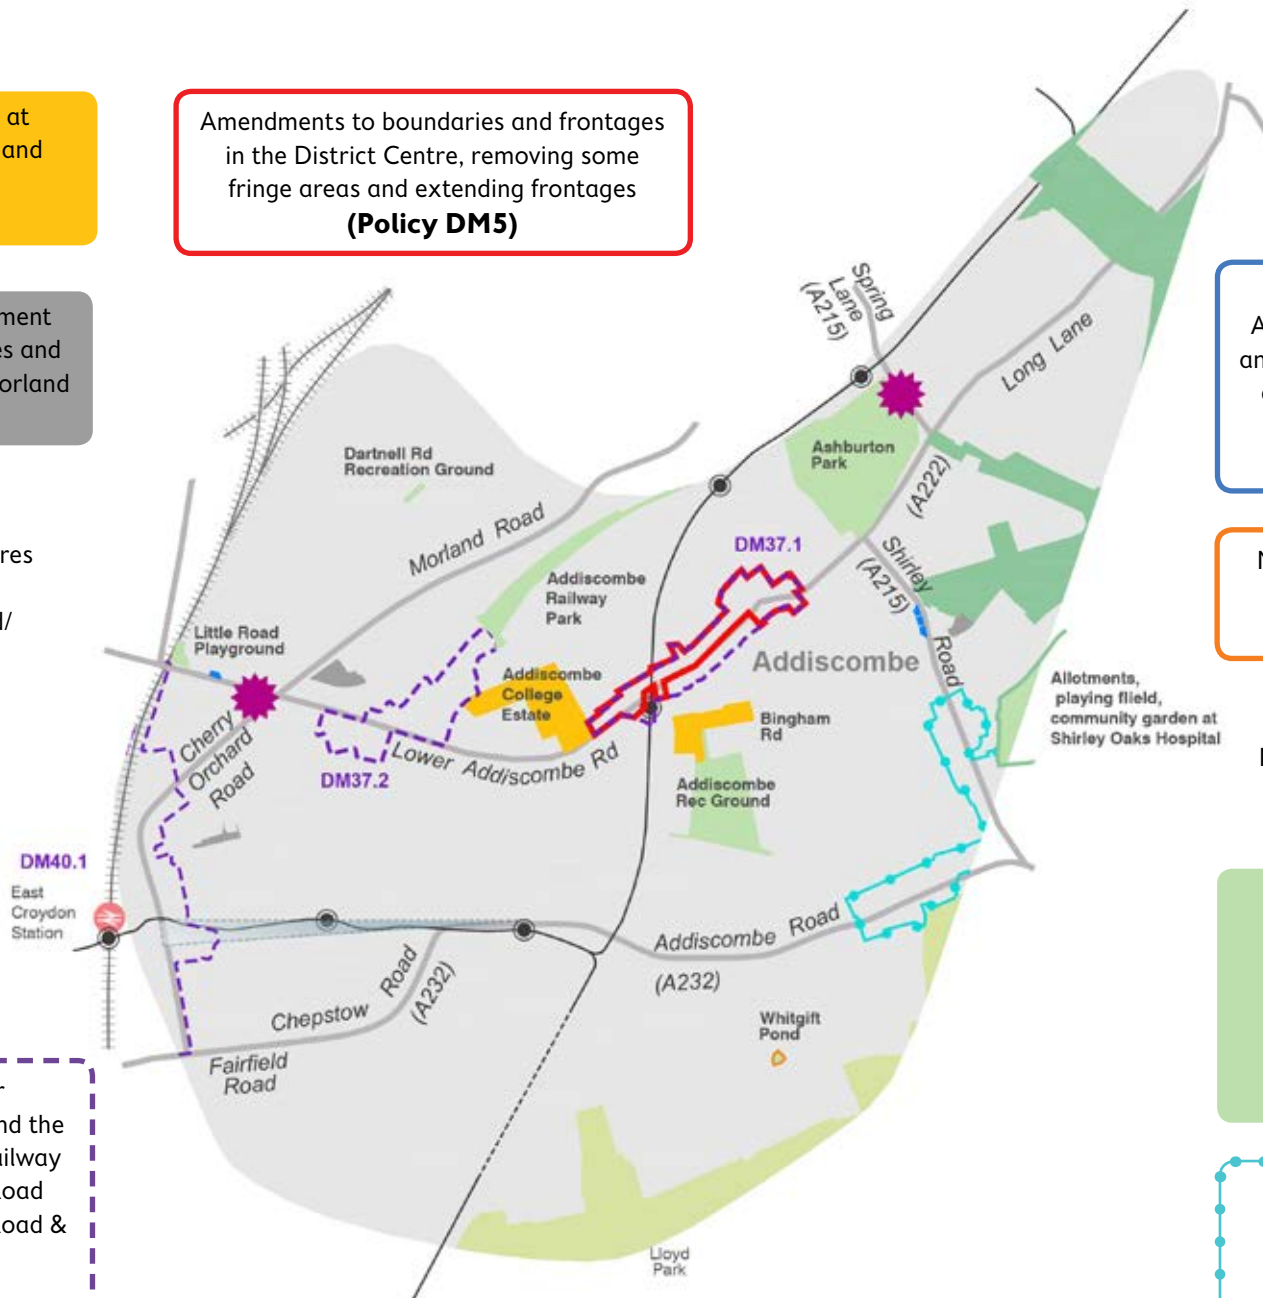 at
and
Amendments to boundaries and frontages
in the District Centre, removing some
fringe areas and extending frontages
(Policy DM5)
ment
es and
orland
res
l/
Spring
Lane
(A215)
Long Lane
A
an
Dartnell Rd
Recreation Ground
Ashburton
Park
(A222)
Morland Road
DM37.1
Shirley
(A215)
Road
Addiscombe
Railway
Park
Little Road
Playground
Addiscombe
Addiscombe
College
Estate
Allotments,
playing flield,
community garden at
Shirley Oaks Hospital
Bingham
Rd
Cherry
Orchard
Road
Lower Addiscombe Rd
DM37.2
Addiscombe
Rec Ground
DM40.1
East
Croydon
Station
Addiscombe Road
(A232)
Chepstow Road
(A232)
Whitgift
Pond
Fairfield
Road
r
nd the
ailway
oad
oad &
Lloyd
Park